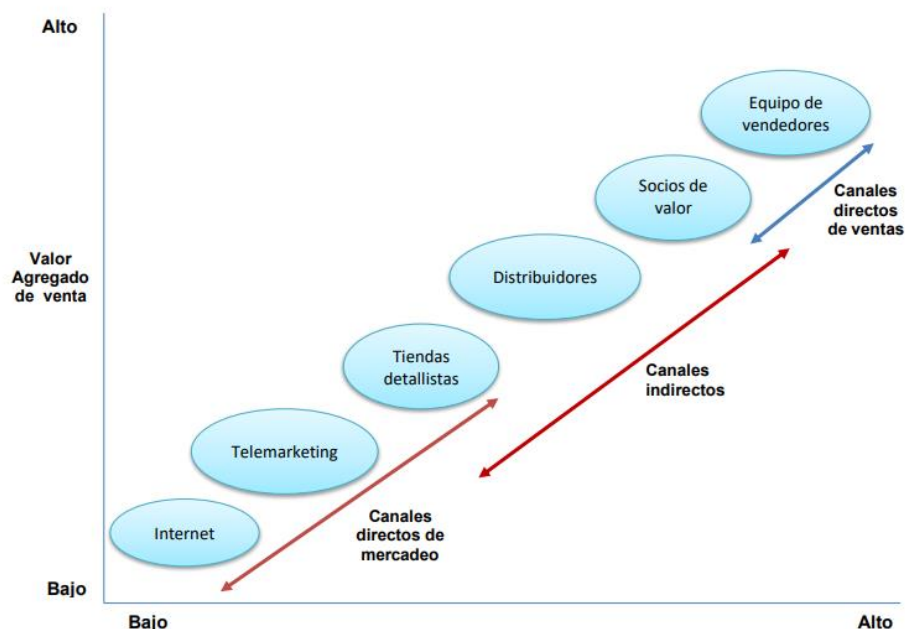 Alto
Equipo de
vendedores
Socios de
valor
Canales
directos
de ventas
Valor
Agregado
de venta
Distribuidores
Tiendas
detallistas
Canales
indirectos
Telemarketing
Canales
directos de
mercadeo
Internet
Bajo
Bajo
Alto